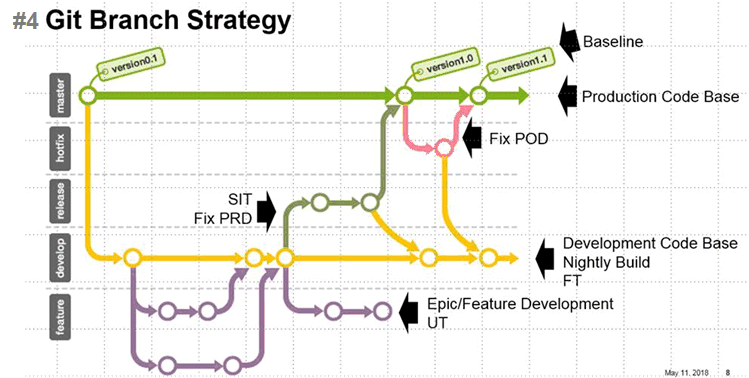 #4 Git Branch Strategy
Baseline
version0.1
version1.0
version1.1
master
Production Code Base
hotfix
Fix POD
release
SIT
Fix PRD
develop
Development Code Base
Nightly Build
FT
feature
Epic/Feature Development
UT
May 11, 2018
8